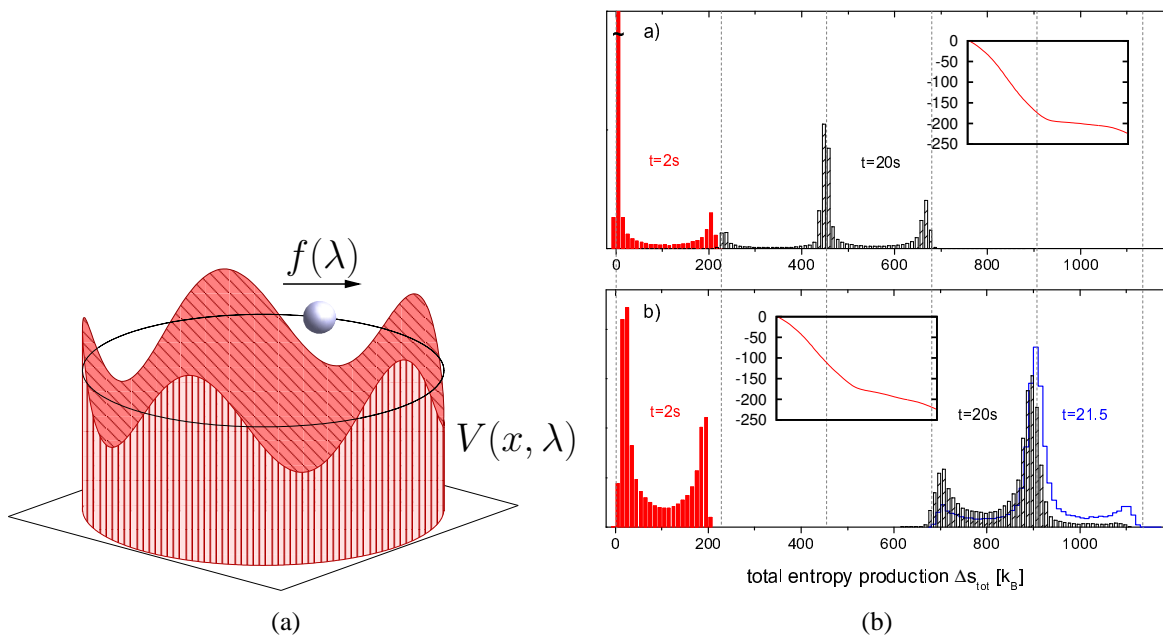 f(λ)
V(x, λ)
(a)
a)
~
t=2s
t=20s
0
-50
-100
-150
-200
-250
0 200 400 600 800 1000
b)
t=2s
t=20s
t=21.5
0
-50
-100
-150
-200
-250
0 200 400 600 800 1000
total entropy production Δs_tot [k_B]
(b)